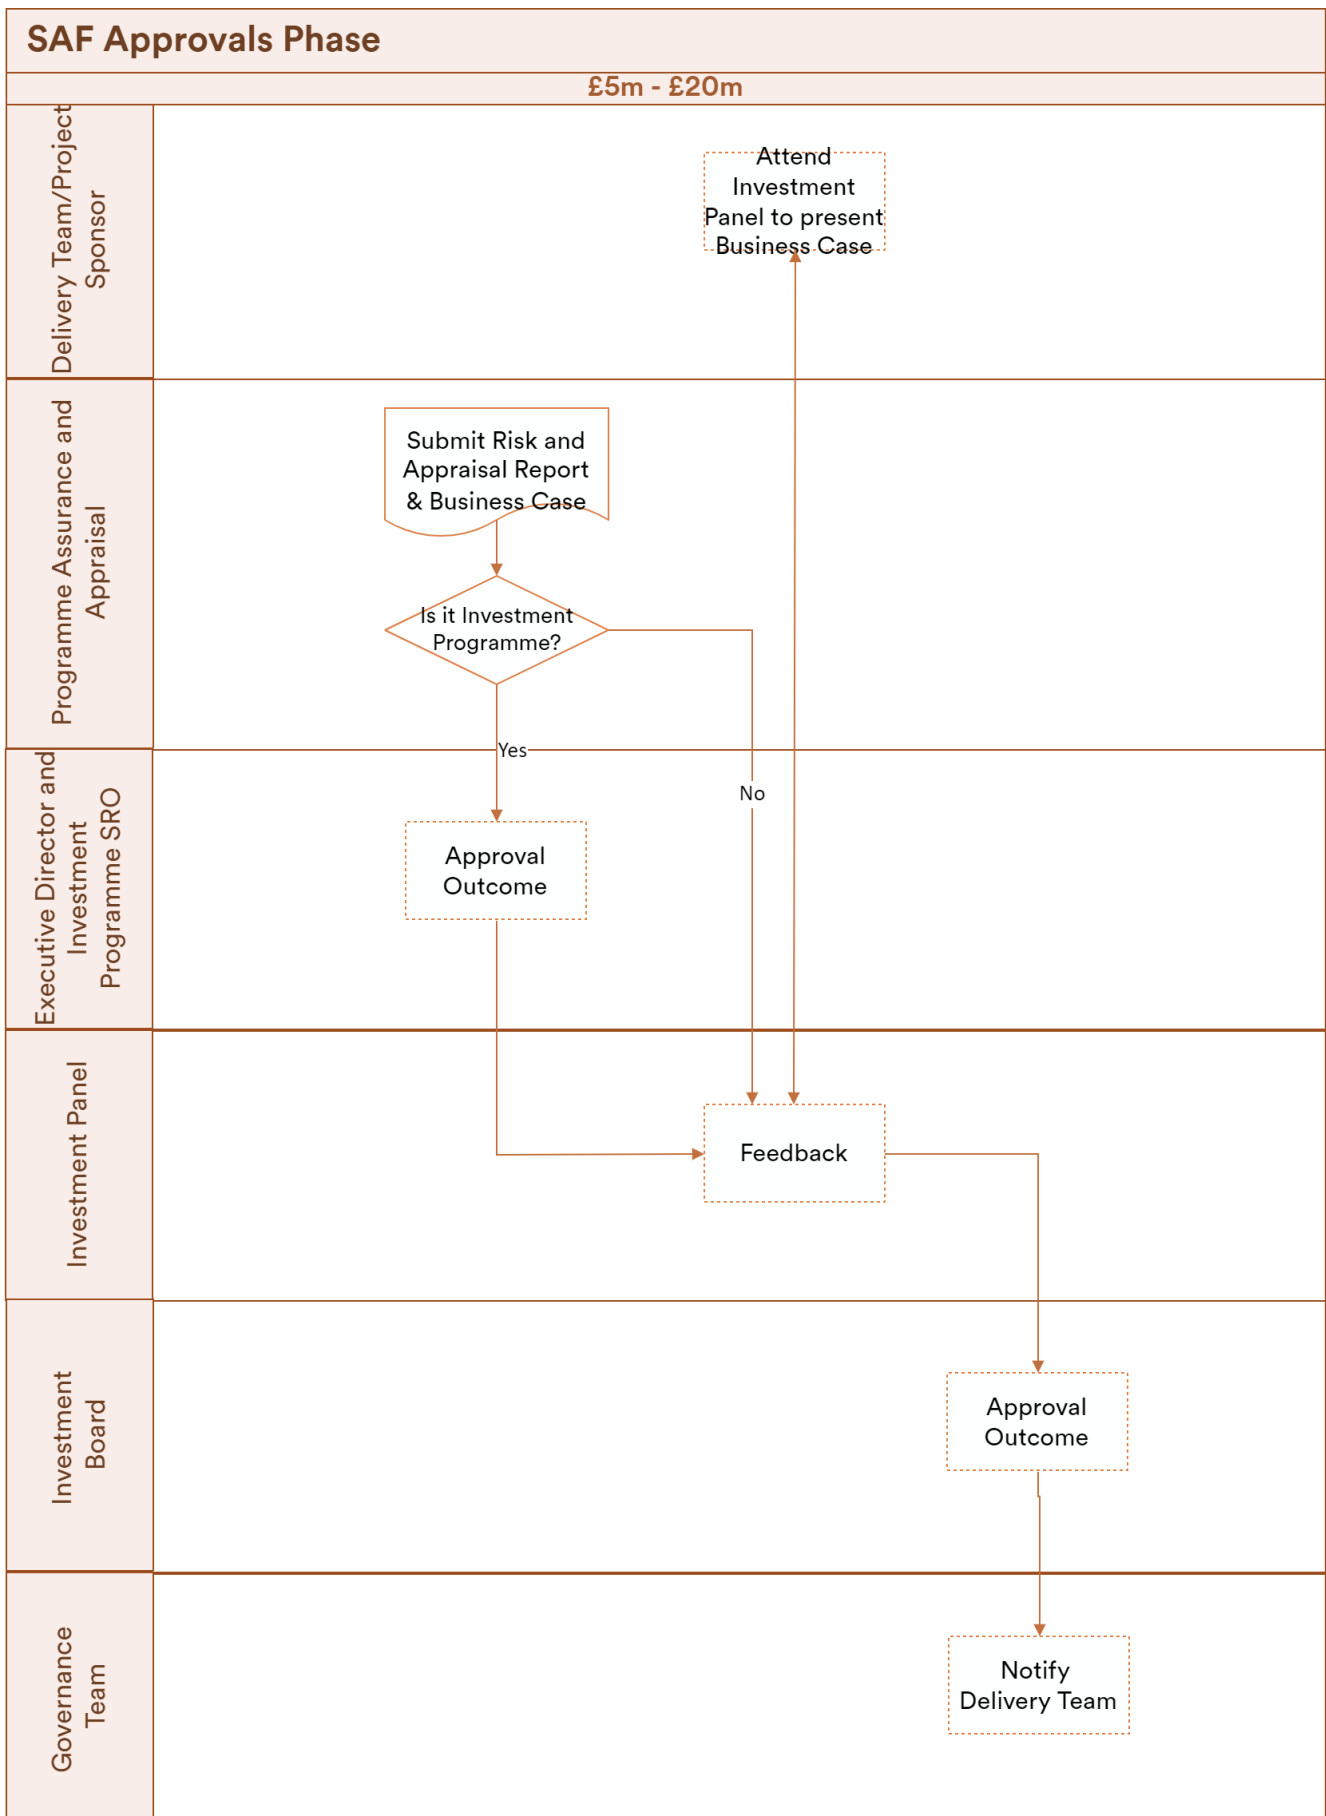 SAF Approvals Phase
£5m - £20m
Delivery Team/Project
Sponsor
Attend
Investment
Panel to present
Business Case
Programme Assurance and
Appraisal
Submit Risk and
Appraisal Report
& Business Case
Is it Investment
Programme?
Yes
No
Executive Director and
Investment
Programme SRO
Approval
Outcome
Investment Panel
Feedback
Investment
Board
Approval
Outcome
Governance
Team
Notify
Delivery Team